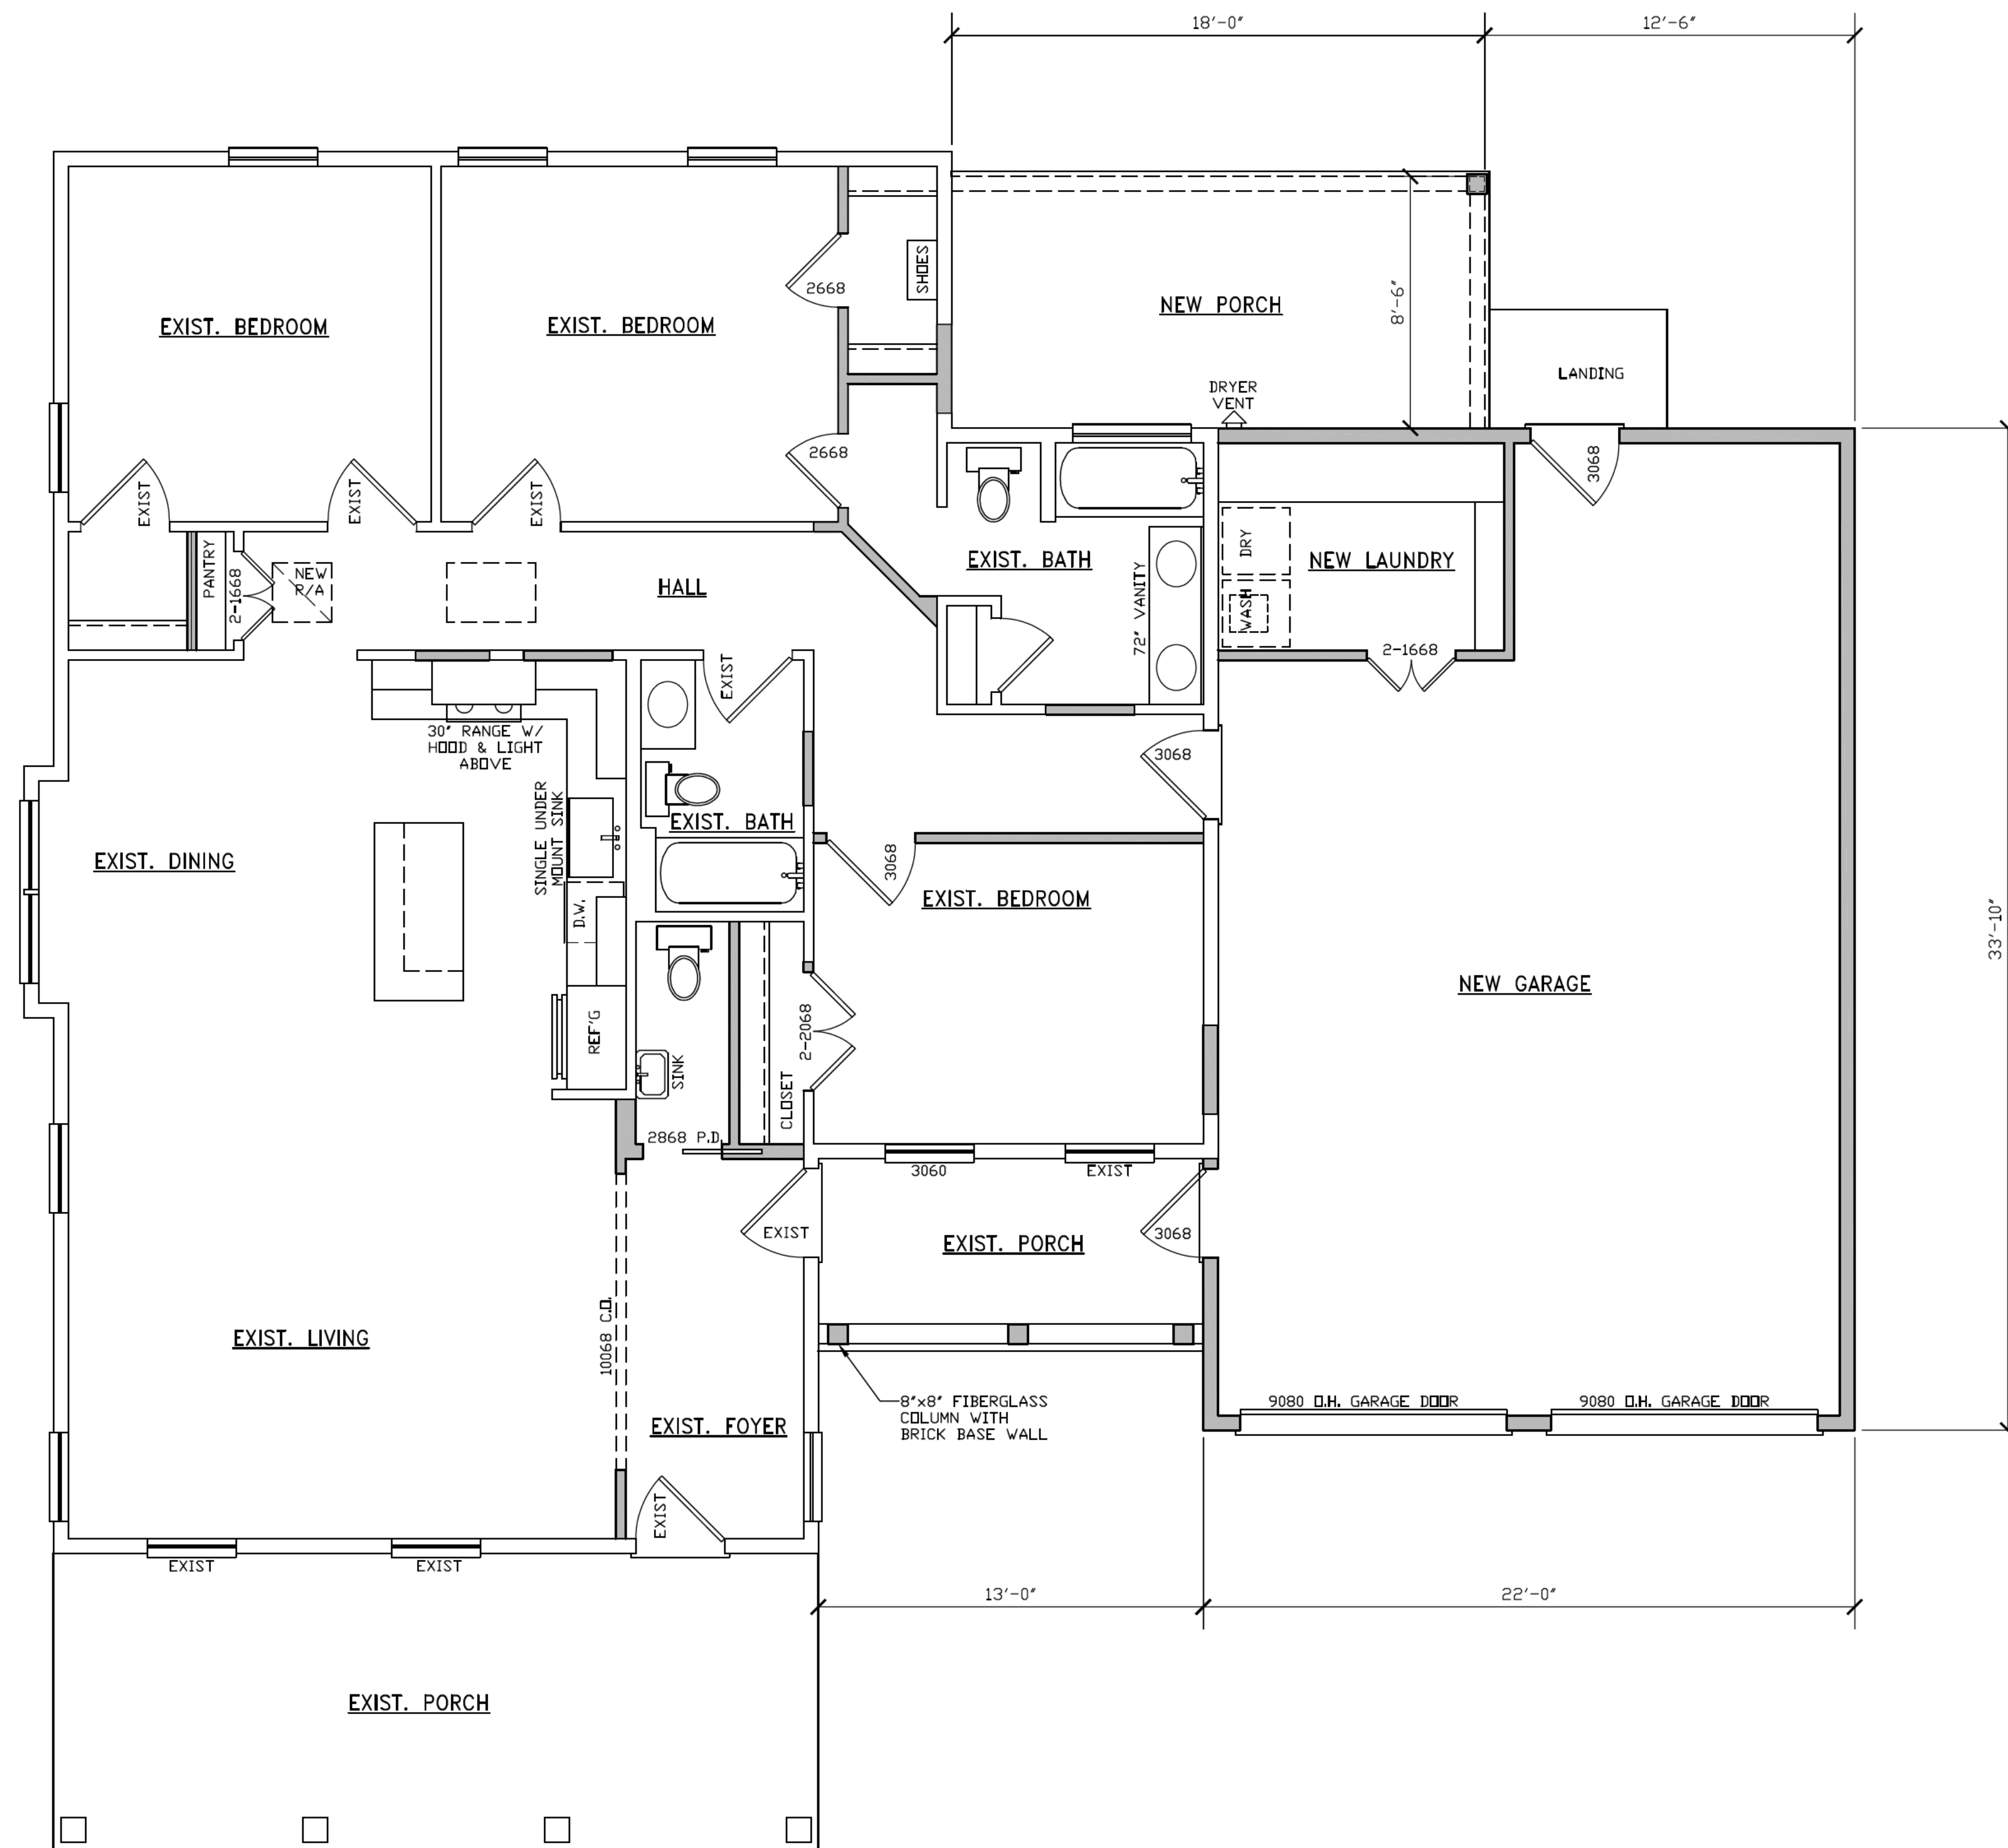 18'-0"
12'-6"
EXIST. BEDROOM
EXIST. BEDROOM
2668
SHOES
NEW PORCH
8'-6"
LANDING
DRYER
VENT
2668
3068
EXIST
EXIST
EXIST
PANTRY
2-1668
NEW
R/A
HALL
EXIST. BATH
72" VANITY
DRY
WASH
NEW LAUNDRY
2-1668
EXIST
30" RANGE W/
HOOD & LIGHT
ABOVE
3068
SINGLE UNDER
MOUNT SINK
EXIST. BATH
EXIST. DINING
D.W.
3068
EXIST. BEDROOM
33'-10"
NEW GARAGE
REF'G
SINK
2-2068
CLOSET
2868 P.D.
3060
EXIST
EXIST
EXIST. PORCH
3068
10068 C.O.
EXIST. LIVING
8"x8" FIBERGLASS
COLUMN WITH
BRICK BASE WALL
9080 O.H. GARAGE DOOR
9080 O.H. GARAGE DOOR
EXIST. FOYER
EXIST
EXIST
EXIST
13'-0"
22'-0"
EXIST. PORCH